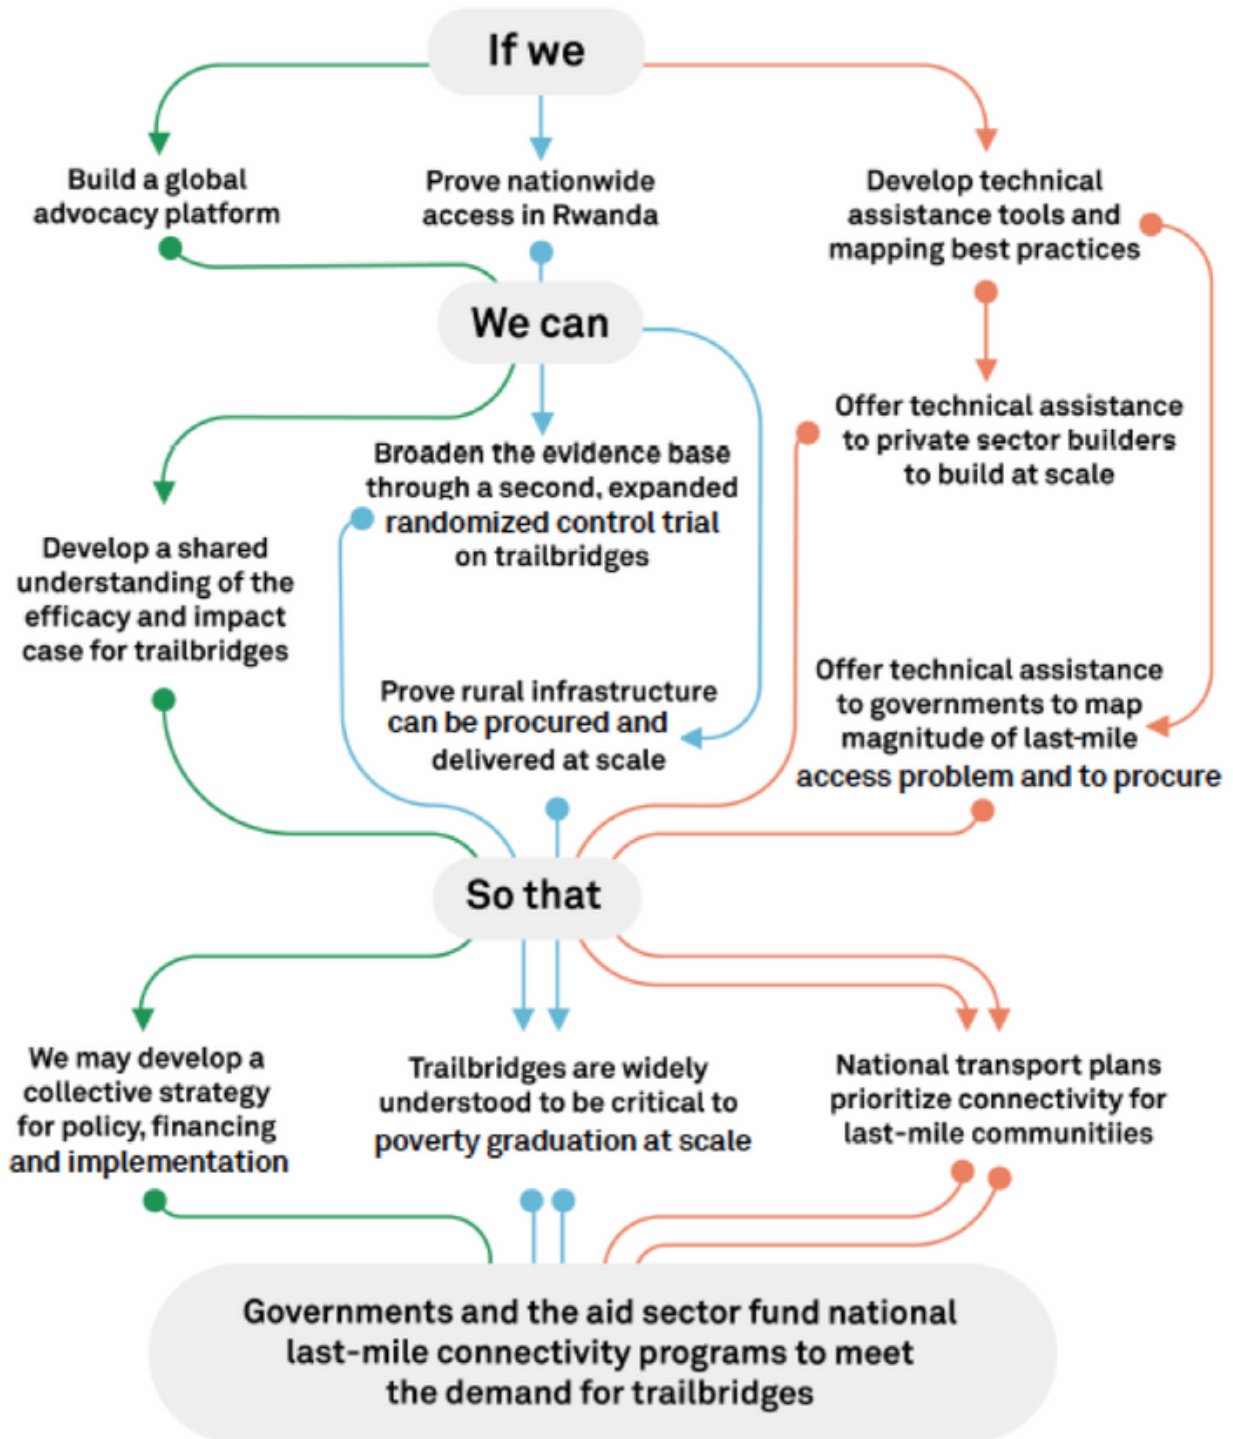 If we
Build a global
advocacy platform
Prove nationwide
access in Rwanda
Develop technical
assistance tools and
mapping best practices
We can
Develop a shared
understanding of the
efficacy and impact
case for trailbridges
Broaden the evidence base
through a second, expanded
randomized control trial
on trailbridges
Prove rural infrastructure
can be procured and
delivered at scale
Offer technical assistance
to private sector builders
to build at scale
Offer technical assistance
to governments to map
magnitude of last-mile
access problem and to procure
So that
We may develop a
collective strategy
for policy, financing
and implementation
Trailbridges are widely
understood to be critical to
poverty graduation at scale
National transport plans
prioritize connectivity for
last-mile communitiies
Governments and the aid sector fund national
last-mile connectivity programs to meet
the demand for trailbridges